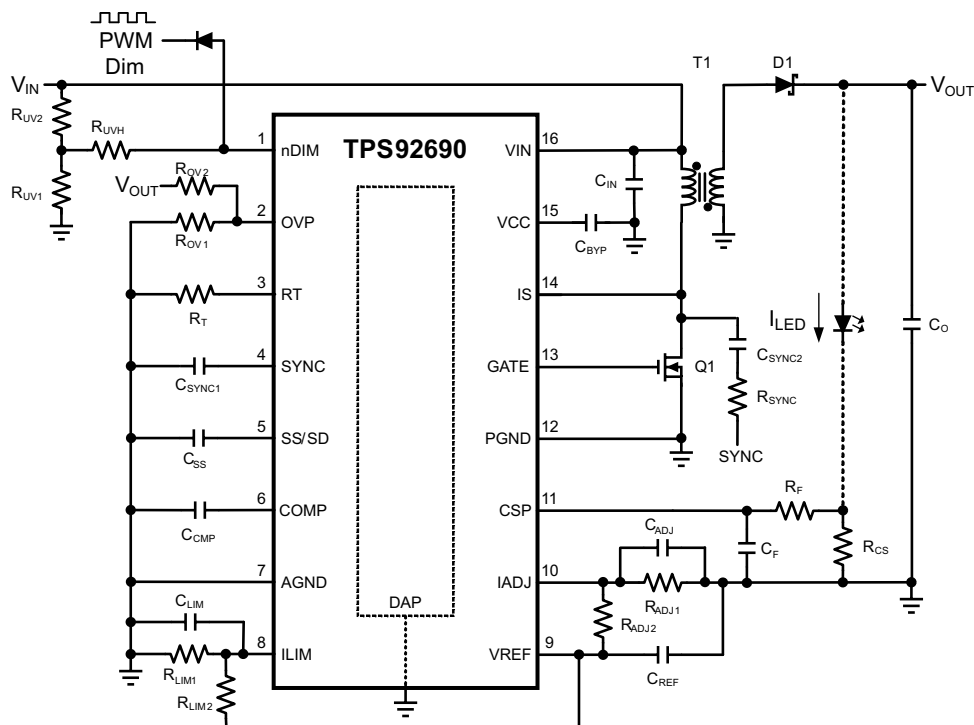 PWM
Dim
T1
D1
VIN
VOUT
RUV2
RUVH
1
nDIM
TPS92690
VIN
16
ROV2
CIN
RUV1
VOUT
2
OVP
VCC
15
ROV1
CBYP
3
RT
IS
14
RT
ILED
CO
4
SYNC
GATE
13
Q1
CSYNC2
CSYNC1
RSYNC
5
SS/SD
PGND
12
CSS
SYNC
6
COMP
CSP
11
RF
CCMP
CADJ
CF
RCS
7
AGND
IADJ
10
CLIM
DAP
RADJ1
RADJ2
8
ILIM
VREF
9
RLIM1
CREF
RLIM2